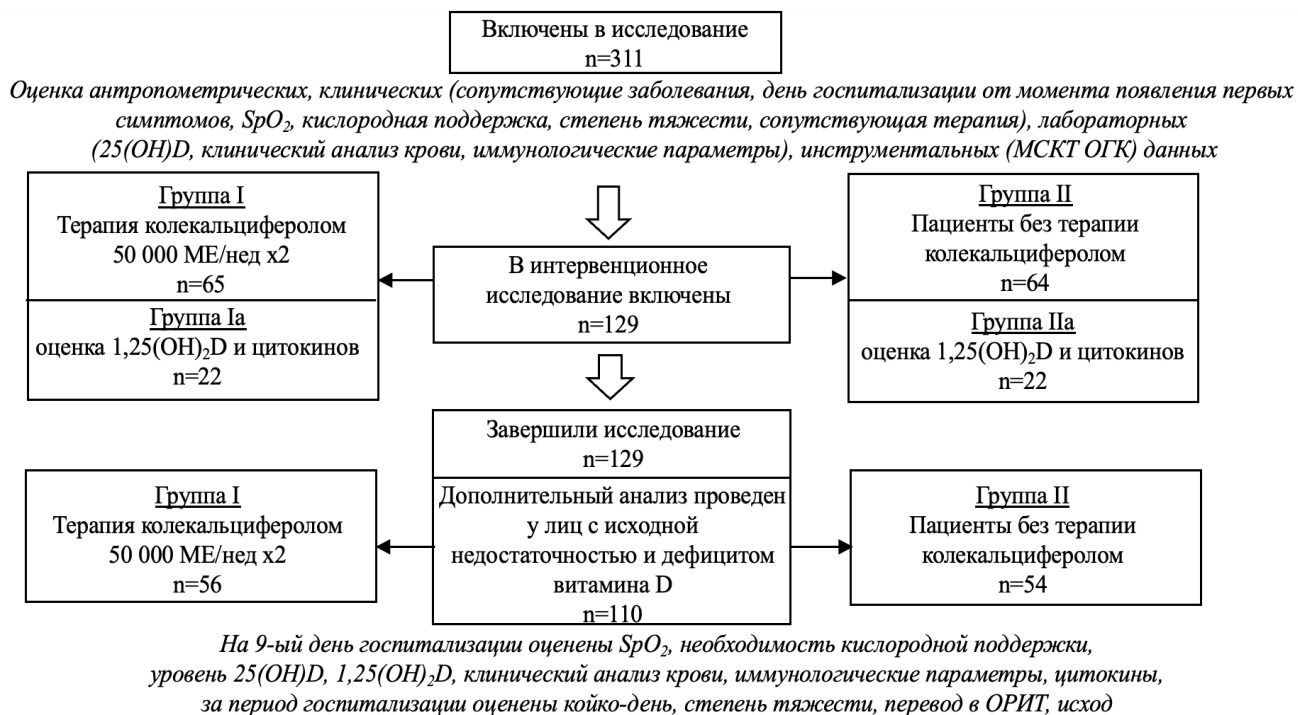 Включены в исследование
n=311
Оценка антропометрических, клинических (сопутствующие заболевания, день госпитализации от момента появления первых
симптомов, SpO₂, кислородная поддержка, степень тяжести, сопутствующая терапия), лабораторных
(25(OH)D, клинический анализ крови, иммунологические параметры), инструментальных (МСКТ ОГК) данных
Группа I
Терапия колекальциферолом
50 000 МЕ/нед x2
n=65
Группа Ia
оценка 1,25(OH)₂D и цитокинов
n=22
В интервенционное
исследование включены
n=129
Группа II
Пациенты без терапии
колекальциферолом
n=64
Группа IIa
оценка 1,25(OH)₂D и цитокинов
n=22
Завершили исследование
n=129
Дополнительный анализ проведен
у лиц с исходной
недостаточностью и дефицитом
витамина D
n=110
Группа I
Терапия колекальциферолом
50 000 МЕ/нед x2
n=56
Группа II
Пациенты без терапии
колекальциферолом
n=54
На 9-ый день госпитализации оценены SpO₂, необходимость кислородной поддержки,
уровень 25(OH)D, 1,25(OH)₂D, клинический анализ крови, иммунологические параметры, цитокины,
за период госпитализации оценены койко-день, степень тяжести, перевод в ОРИТ, исход